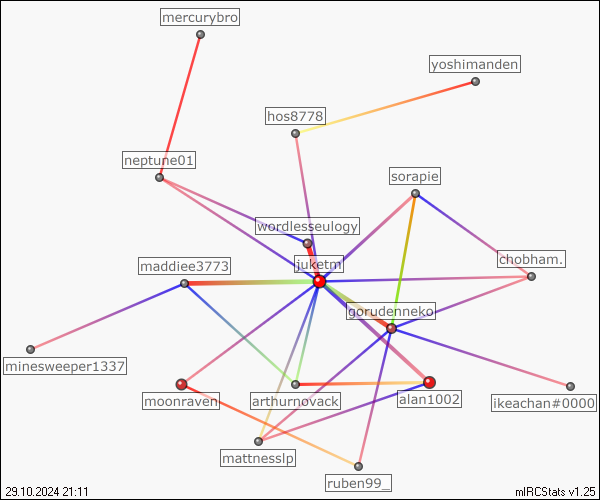 mercurybro
yoshimanden
hos8778
neptune01
sorapie
wordlesseulogy
chobham.
juketm
maddiee3773
gorudenneko
minesweeper1337
moonraven
arthurnovack
alan1002
ikeachan#0000
mattnesslp
ruben99_
29.10.2024 21:11
mIRCStats v1.25